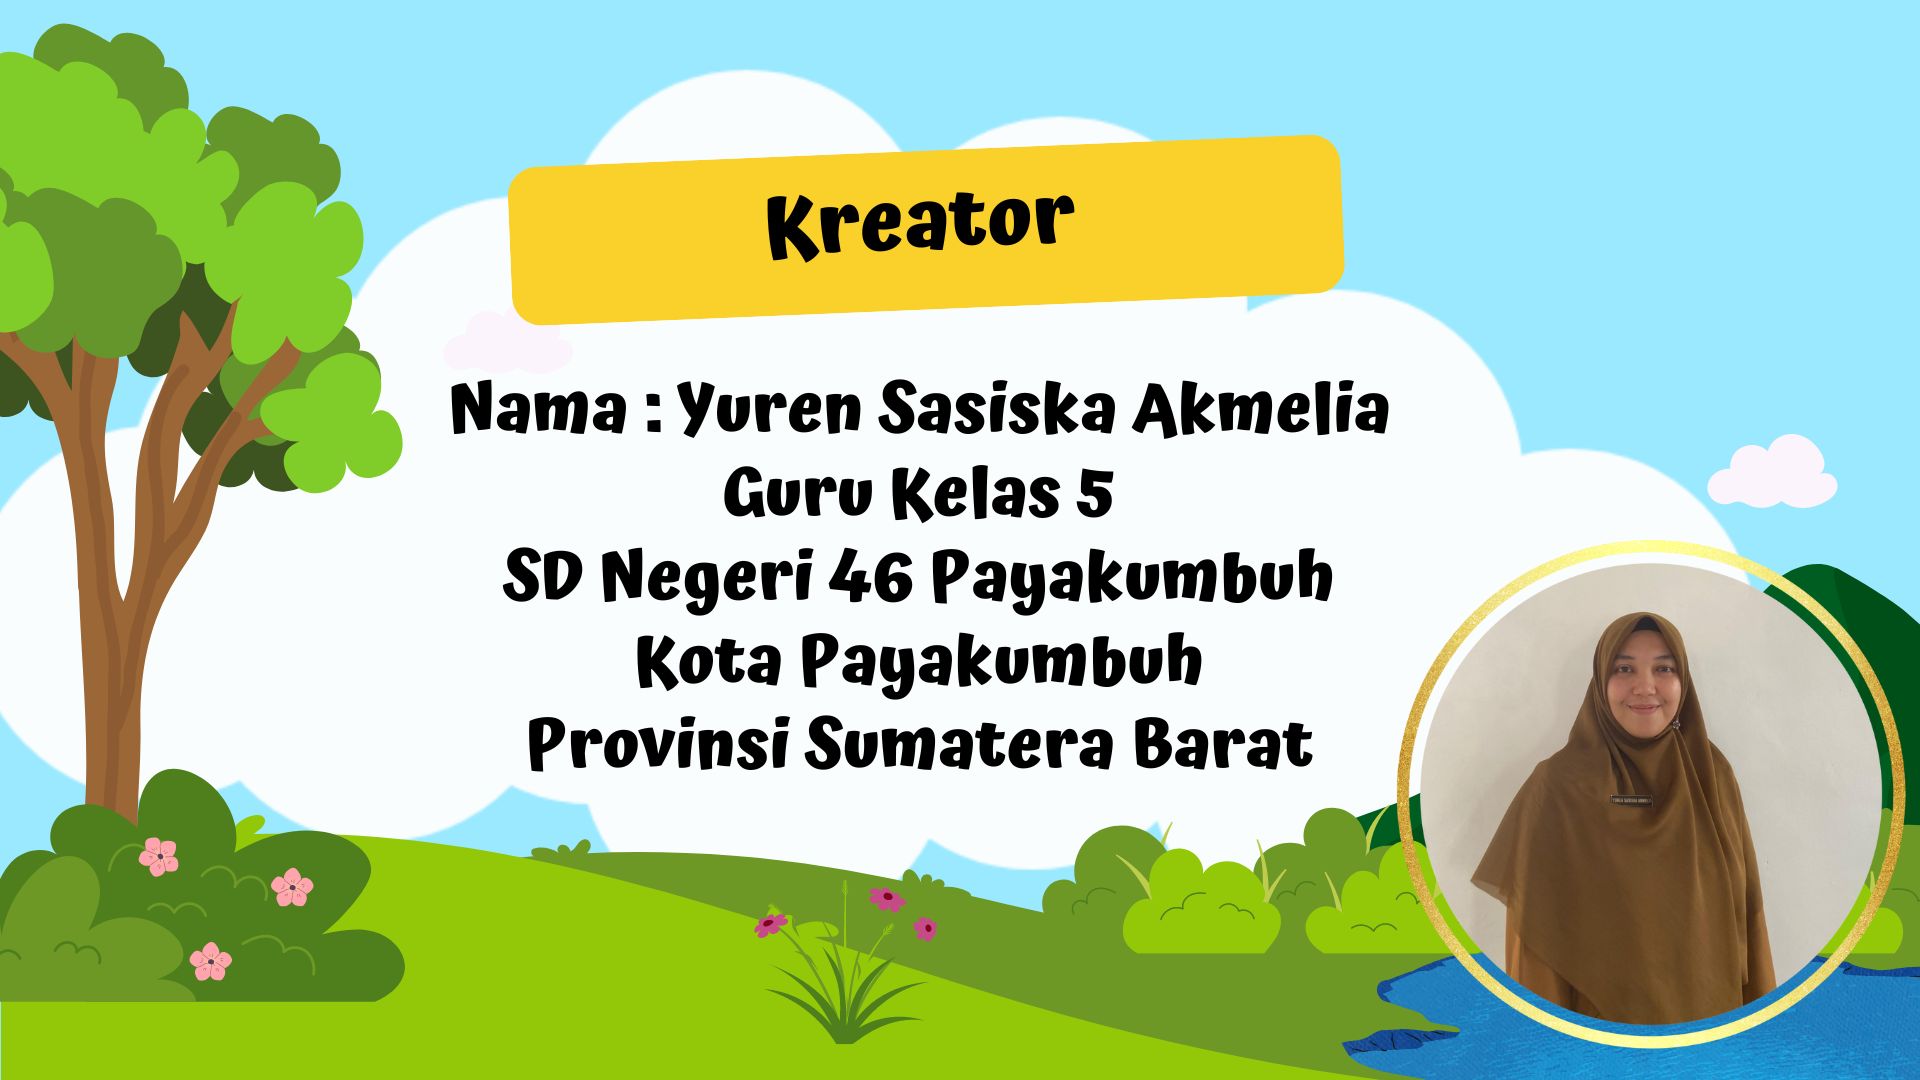 Kreator
Nama : Yuren Sasiska Akmelia
Guru Kelas 5
SD Negeri 46 Payakumbuh
Kota Payakumbuh
Provinsi Sumatera Barat